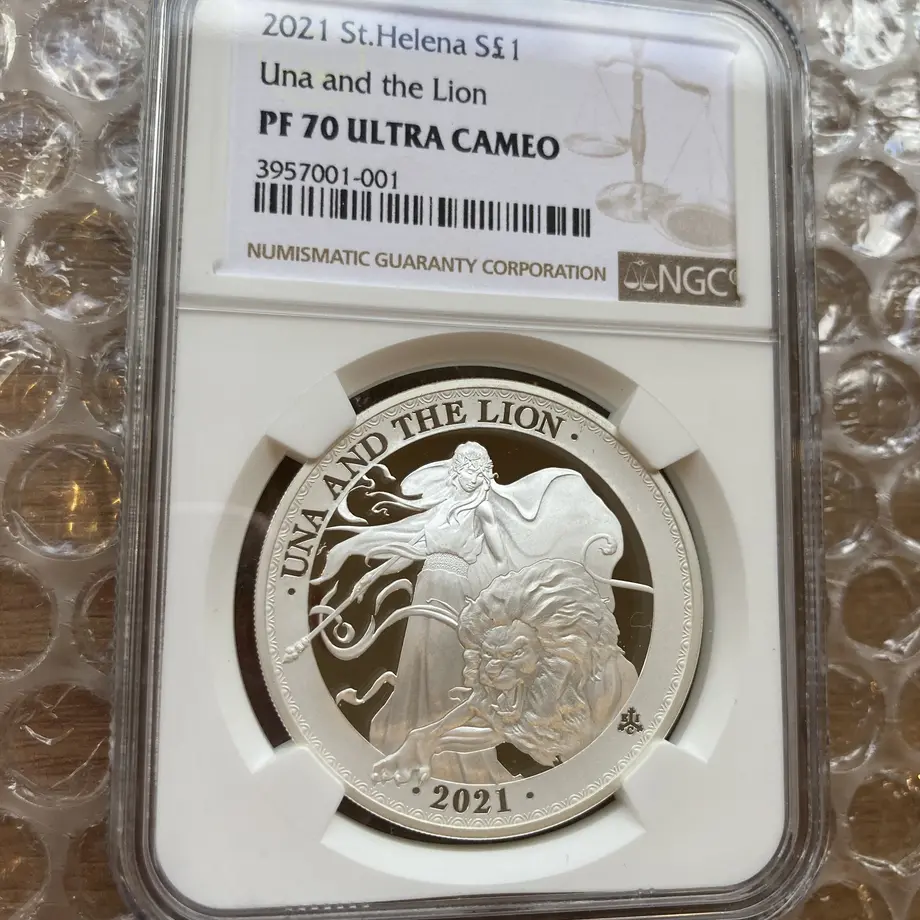 2021 St.Helena S£1
Una and the Lion
PF 70 ULTRA CAMEO
3957001-001
NUMISMATIC GUARANTY CORPORATION
NGC
· UNA AND THE LION ·
E I C
· 2021 ·